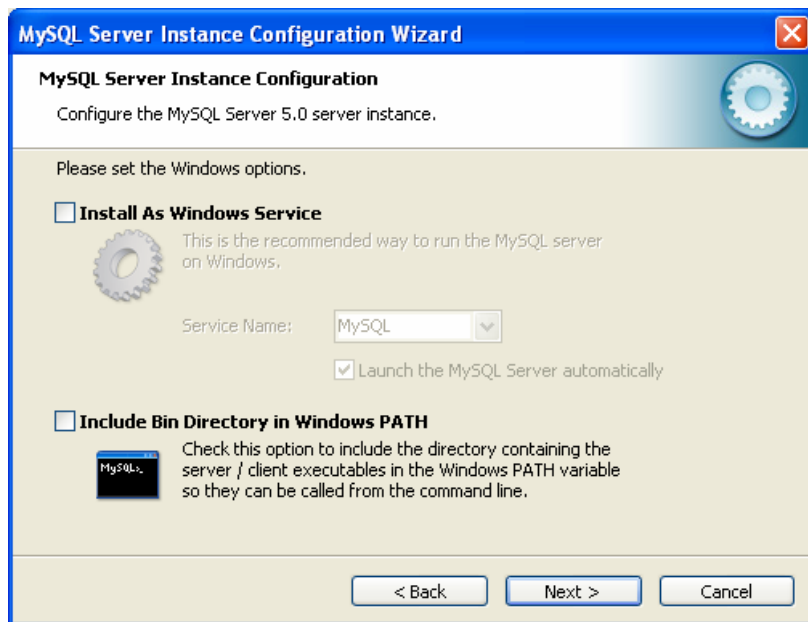 MySQL Server Instance Configuration Wizard
MySQL Server Instance Configuration
Configure the MySQL Server 5.0 server instance.
Please set the Windows options.
Install As Windows Service
This is the recommended way to run the MySQL server
on Windows.
Service Name:
MySQL
Launch the MySQL Server automatically
Include Bin Directory in Windows PATH
MySQL>_
Check this option to include the directory containing the
server / client executables in the Windows PATH variable
so they can be called from the command line.
< Back
Next >
Cancel